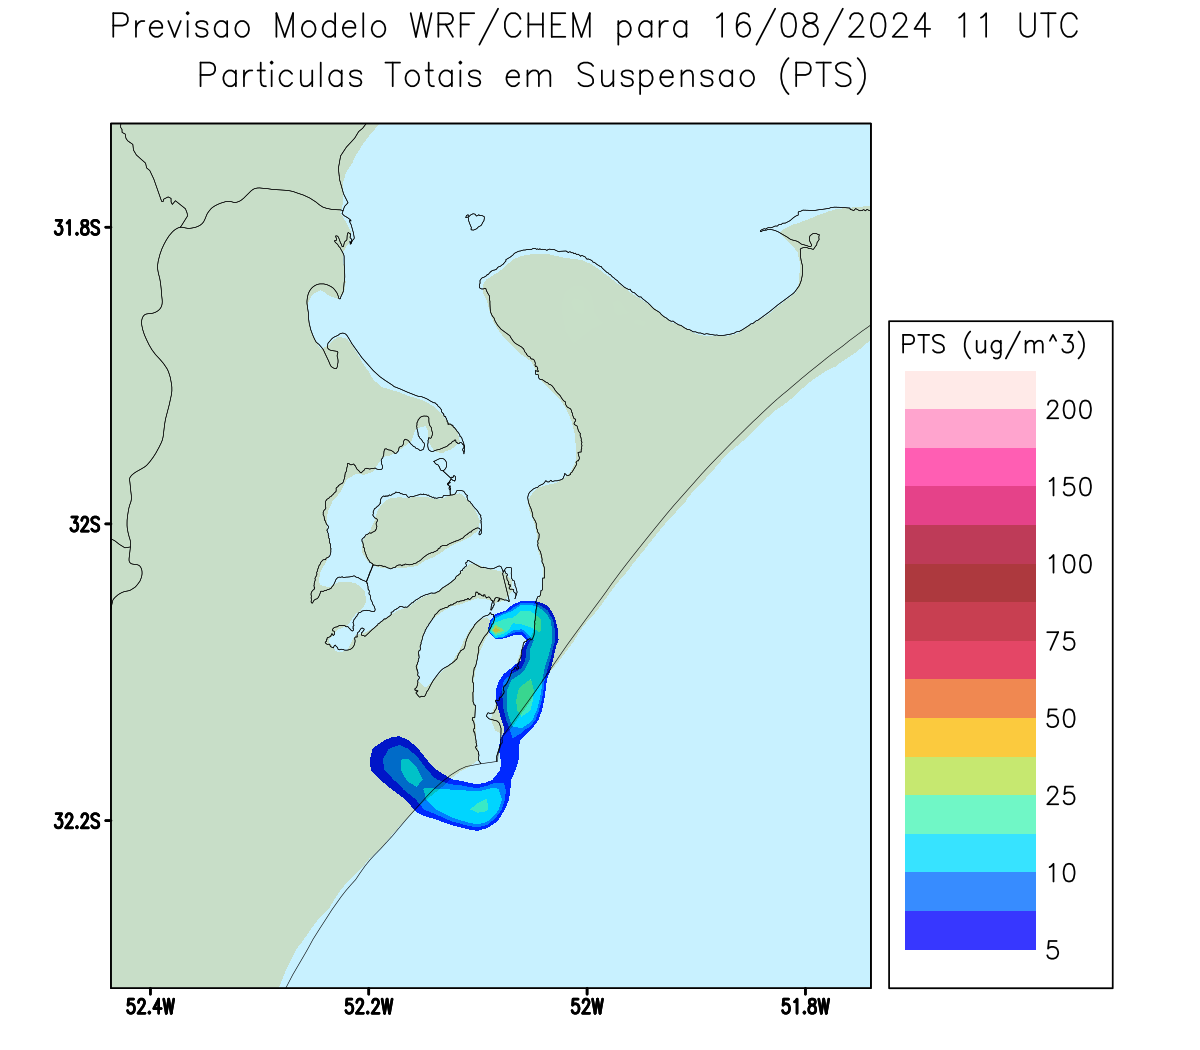 Previsao Modelo WRF/CHEM para 16/08/2024 11 UTC
Particulas Totais em Suspensao (PTS)
31.8S
32S
32.2S
52.4W
52.2W
52W
51.8W
PTS (ug/m^3)
200
150
100
75
50
25
10
5